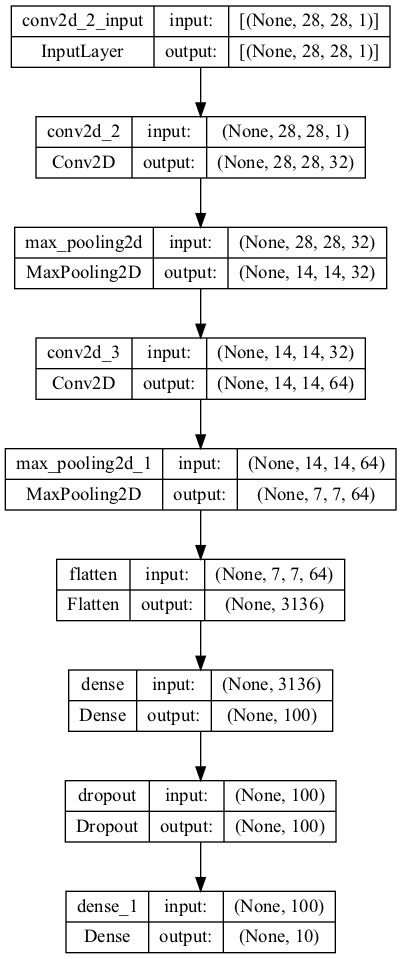 conv2d_2_input input: [(None, 28, 28, 1)]
InputLayer output: [(None, 28, 28, 1)]
conv2d_2 input: (None, 28, 28, 1)
Conv2D output: (None, 28, 28, 32)
max_pooling2d input: (None, 28, 28, 32)
MaxPooling2D output: (None, 14, 14, 32)
conv2d_3 input: (None, 14, 14, 32)
Conv2D output: (None, 14, 14, 64)
max_pooling2d_1 input: (None, 14, 14, 64)
MaxPooling2D output: (None, 7, 7, 64)
flatten input: (None, 7, 7, 64)
Flatten output: (None, 3136)
dense input: (None, 3136)
Dense output: (None, 100)
dropout input: (None, 100)
Dropout output: (None, 100)
dense_1 input: (None, 100)
Dense output: (None, 10)